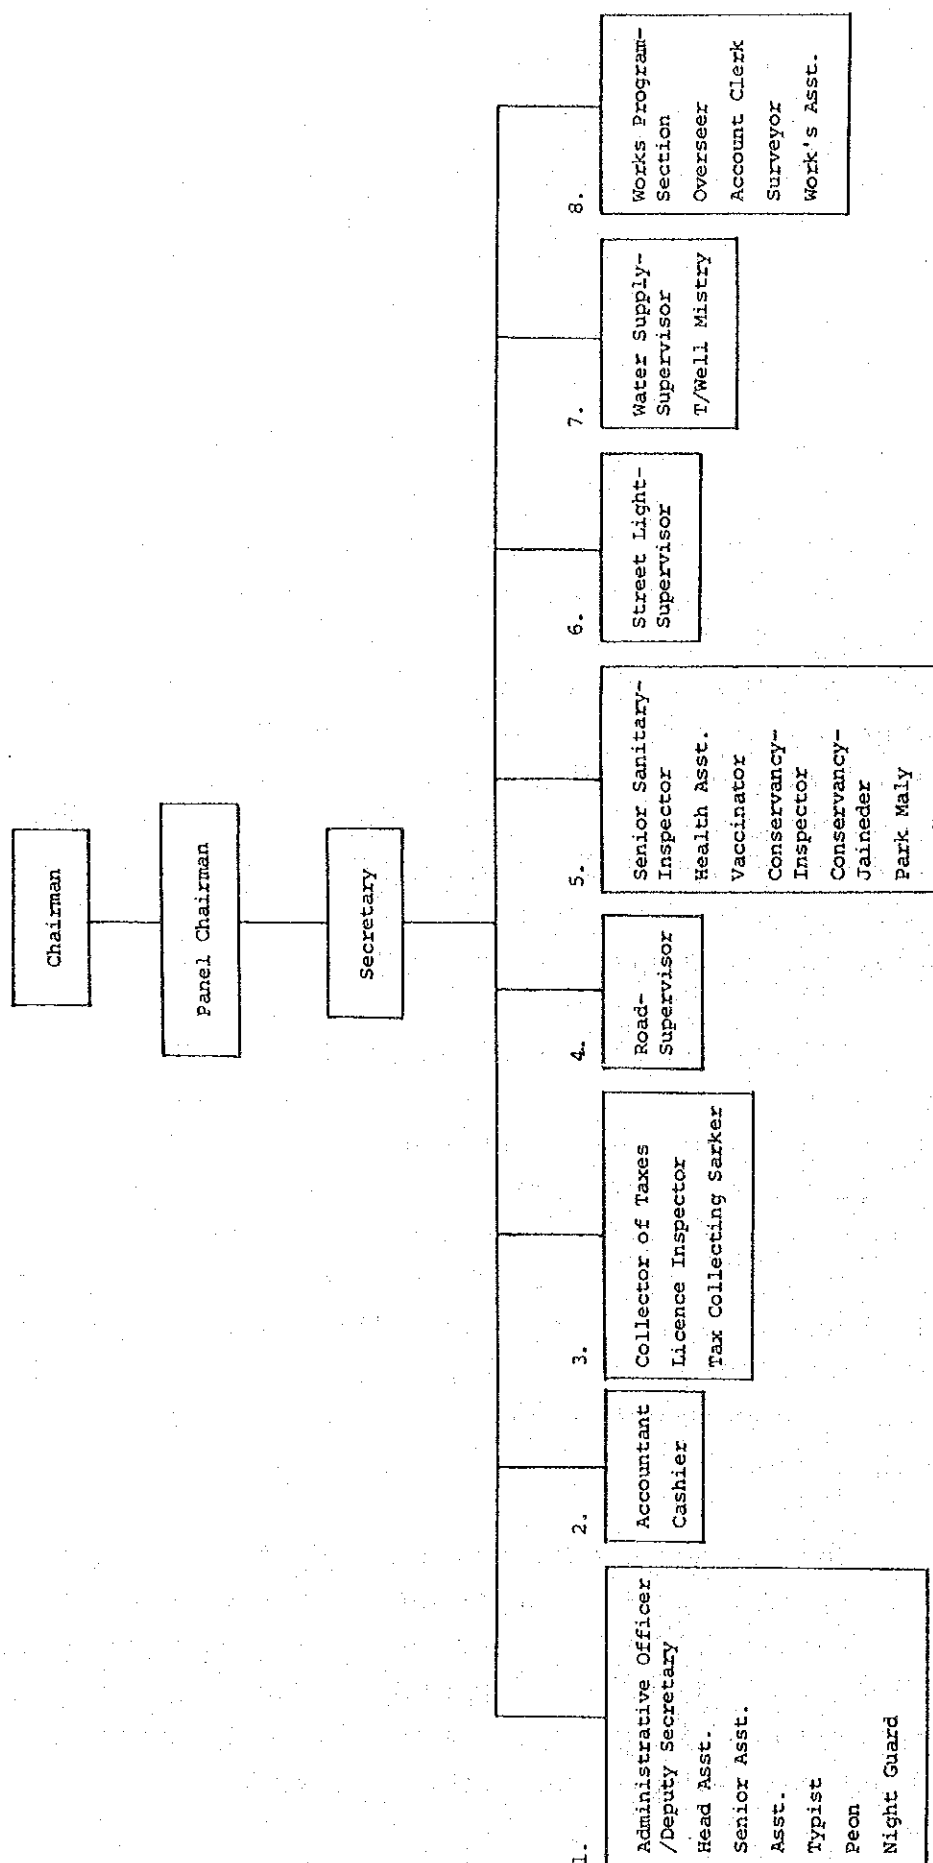 Chairman
Panel Chairman
Secretary
1.
Administrative Officer
/Deputy Secretary
Head Asst.
Senior Asst.
Asst.
Typist
Peon
Night Guard
2.
Accountant
Cashier
3.
Collector of Taxes
Licence Inspector
Tax Collecting Sarker
4.
Road-
Supervisor
5.
Senior Sanitary-
Inspector
Health Asst.
Vaccinator
Conservancy-
Inspector
Conservancy-
Jaineder
Park Maly
6.
Street Light-
Supervisor
7.
Water Supply-
Supervisor
T/Well Mistry
8.
Works Program-
Section
Overseer
Account Clerk
Surveyor
Work's Asst.